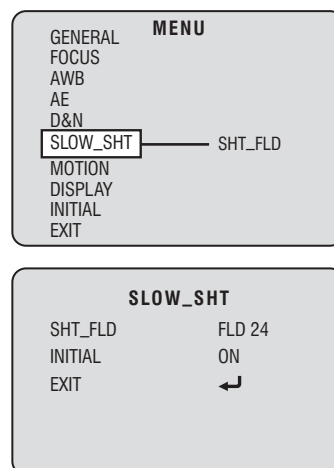 MENU
GENERAL
FOCUS
AWB
AE
D&N
SLOW_SHT SHT_FLD
MOTION
DISPLAY
INITIAL
EXIT
SLOW_SHT
SHT_FLD FLD 24
INITIAL ON
EXIT ↵